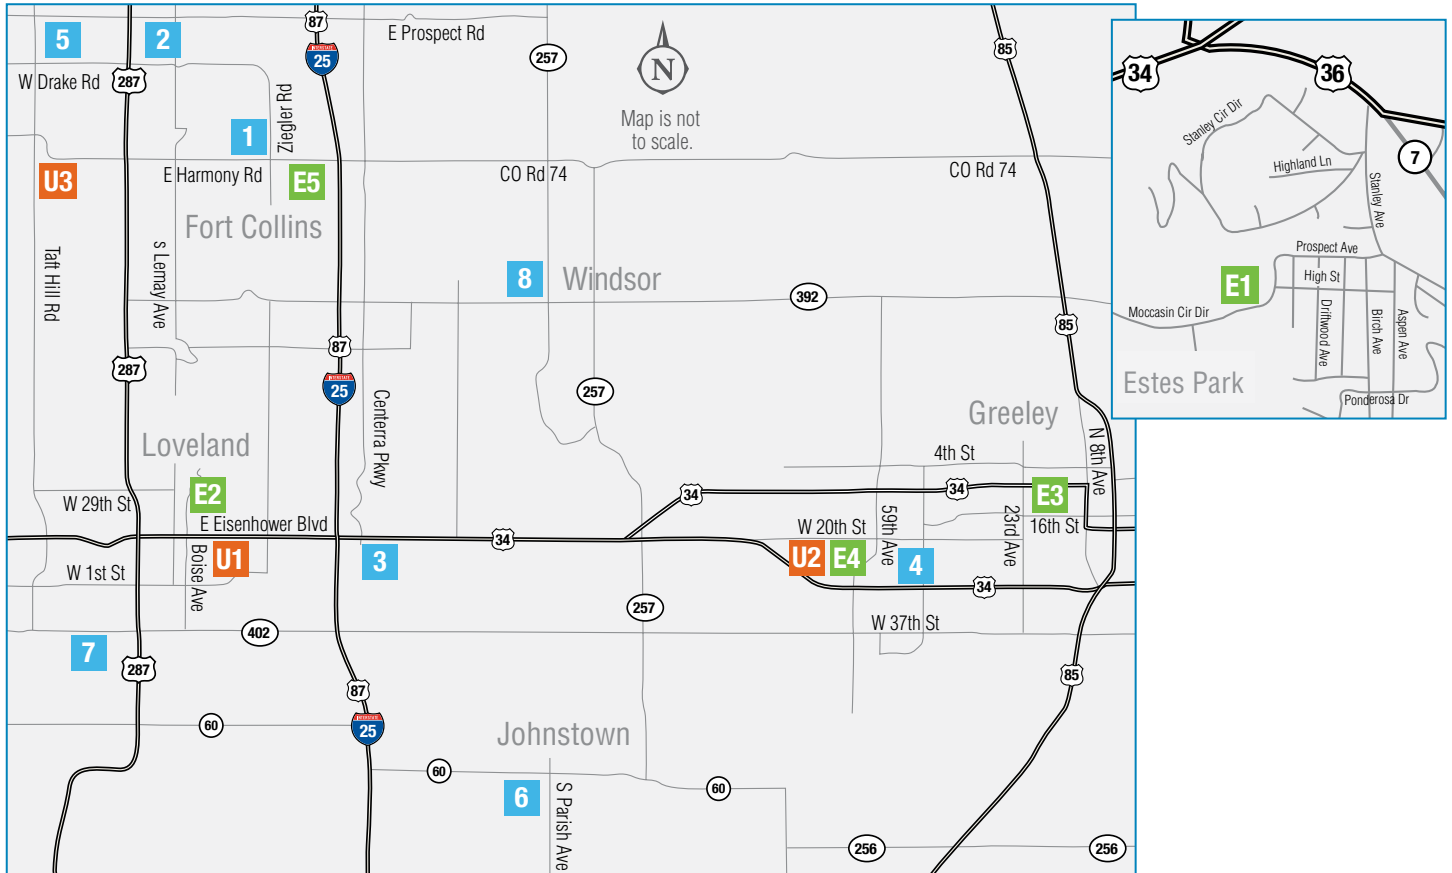 87
E Prospect Rd
5
2
INTERSTATE
25
257
85
W Drake Rd
287
Ziegler Rd
N
Map is not
to scale.
1
U3
E Harmony Rd
E5
CO Rd 74
CO Rd 74
Fort Collins
Taft Hill Rd
S Lemay Ave
8
Windsor
392
85
87
287
INTERSTATE
25
257
Centerra Pkwy
Greeley
Loveland
N 8th Ave
4th St
E2
W 29th St
34
34
E3
E Eisenhower Blvd
59th Ave
23rd Ave
16th St
W 20th St
34
U1
Boise Ave
3
U2
E4
4
W 1st St
34
257
402
W 37th St
7
287
85
87
60
INTERSTATE
25
Johnstown
60
60
6
S Parish Ave
256
256
34
36
Stanley Cir Dir
7
Highland Ln
Stanley Ave
Prospect Ave
High St
E1
Moccasin Cir Dir
Driftwood Ave
Birch Ave
Aspen Ave
Estes Park
Ponderosa Dr